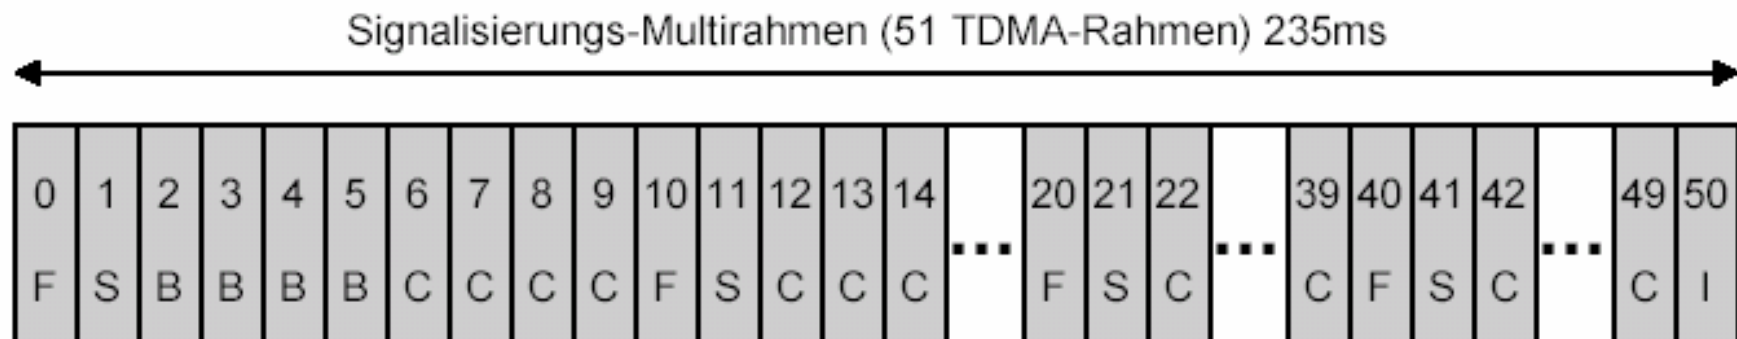 Signalisierungs-Multirahmen (51 TDMA-Rahmen) 235ms
0 1 2 3 4 5 6 7 8 9 10 11 12 13 14 ... 20 21 22 ... 39 40 41 42 ... 49 50
F S B B B B C C C C F S C C C F S C C F S C C I